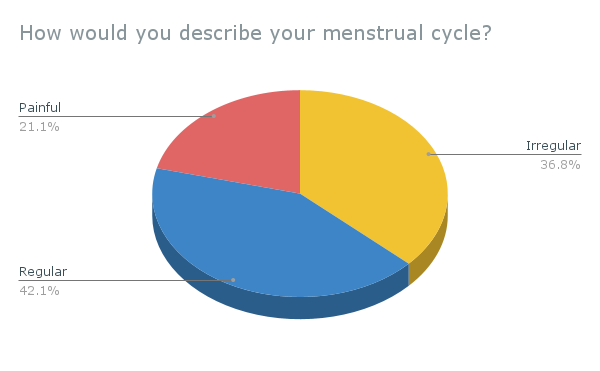 How would you describe your menstrual cycle?
Painful
21.1%
Irregular
36.8%
Regular
42.1%